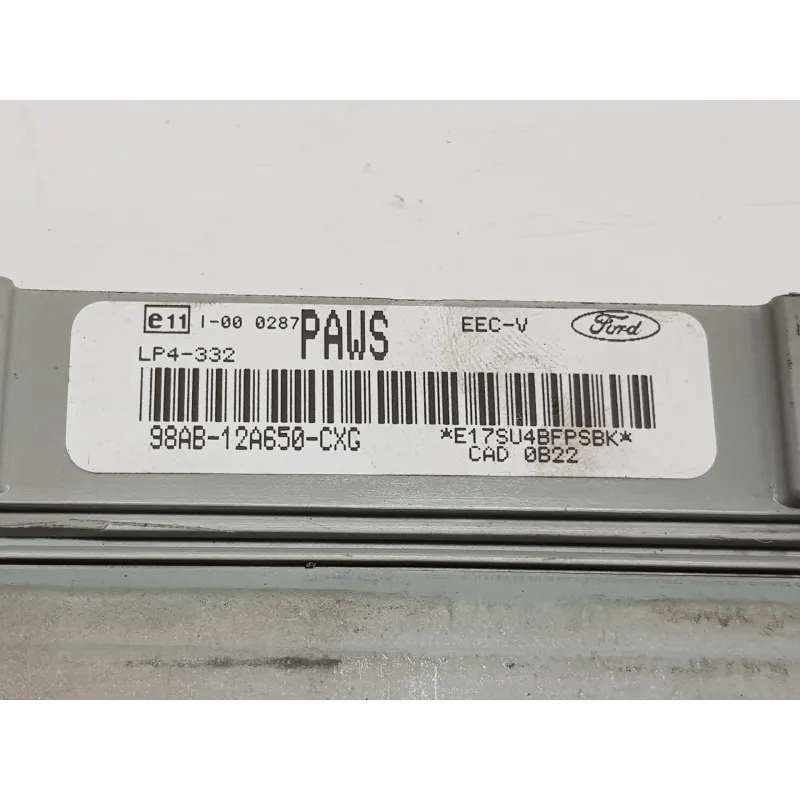 e11 I-00 0287 PAWS EEC-V Ford
LP4-332
98AB-12A650-CXG *E17SU4BFPSBK*
CAD 0B22